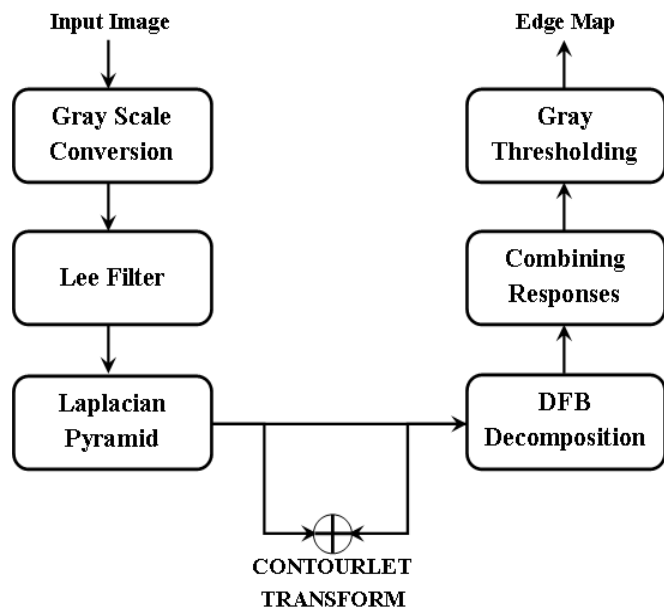 Input Image
Gray Scale
Conversion
Lee Filter
Laplacian
Pyramid
CONTOURLET
TRANSFORM
DFB
Decomposition
Combining
Responses
Gray
Thresholding
Edge Map